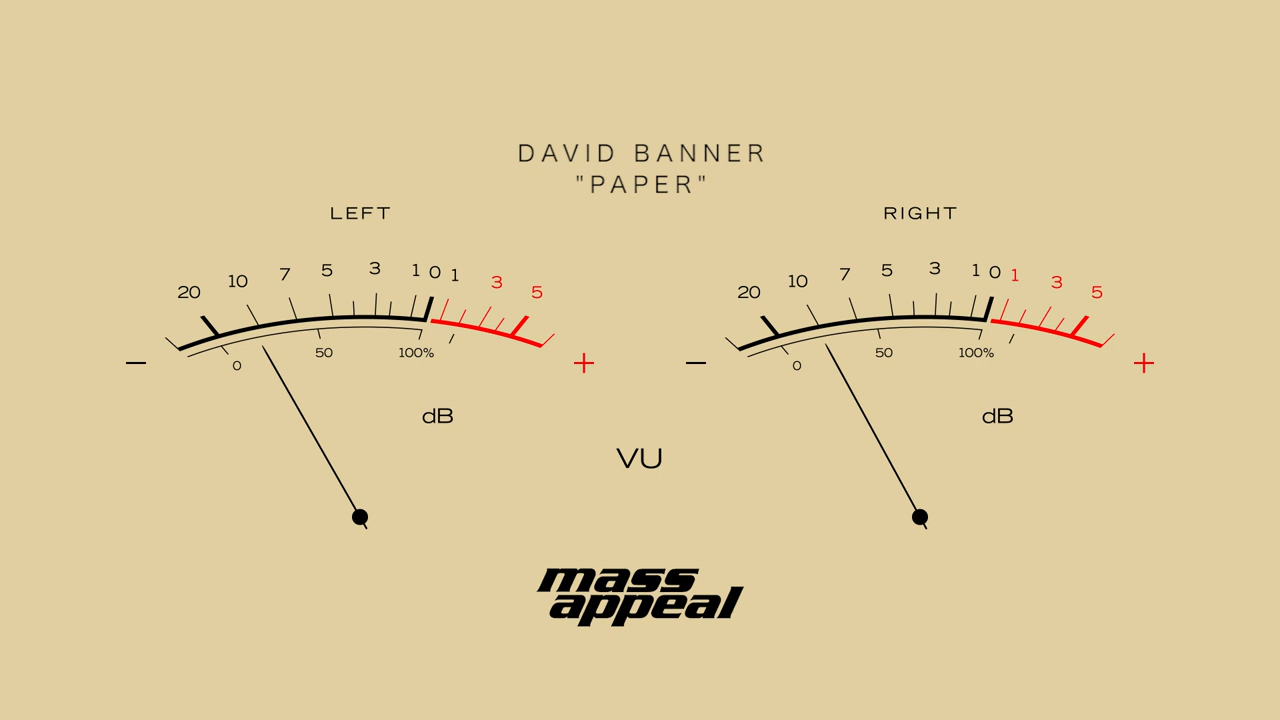 DAVID BANNER
"PAPER"
LEFT
RIGHT
20 10 7 5 3 1 0 1 3 5
20 10 7 5 3 1 0 1 3 5
− 0 50 100% +
− 0 50 100% +
dB
dB
VU
mass
appeal